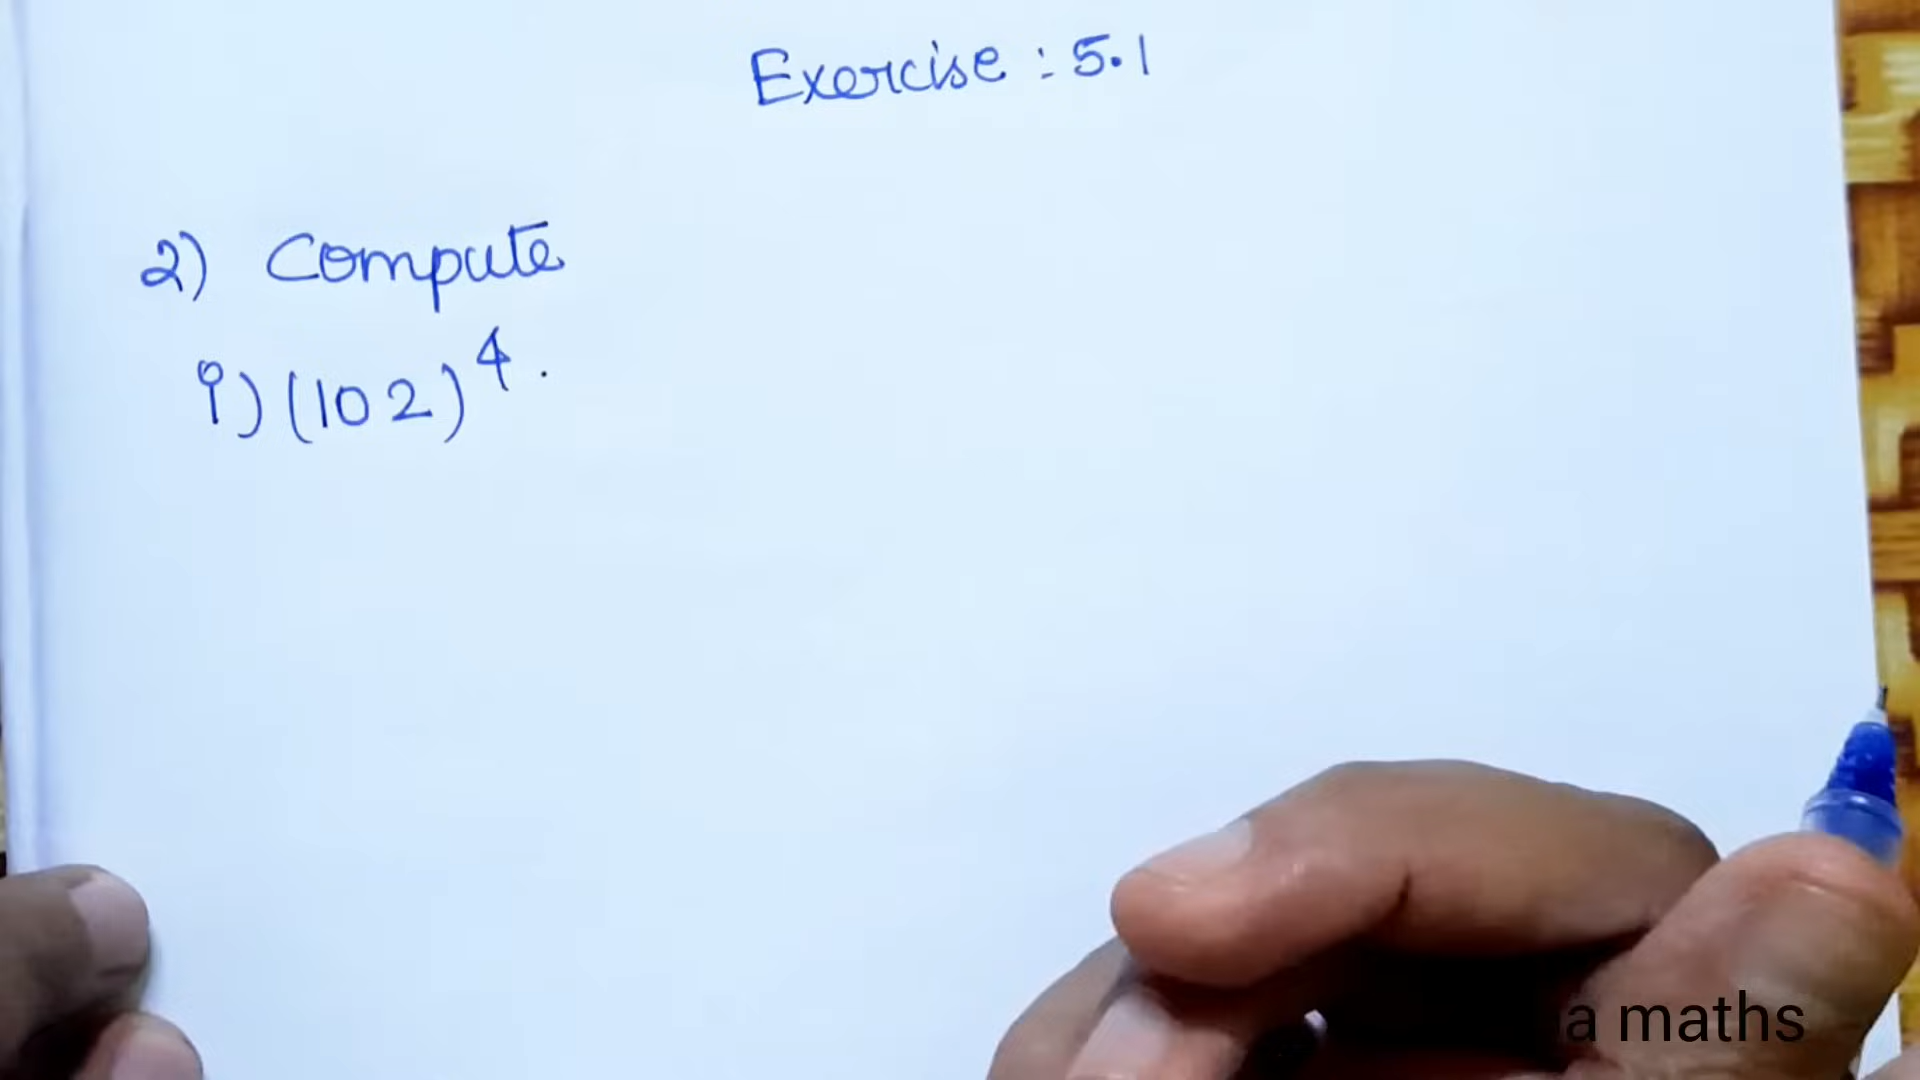 Exercise : 5.1
2) Compute
i) (102)⁴.
a maths